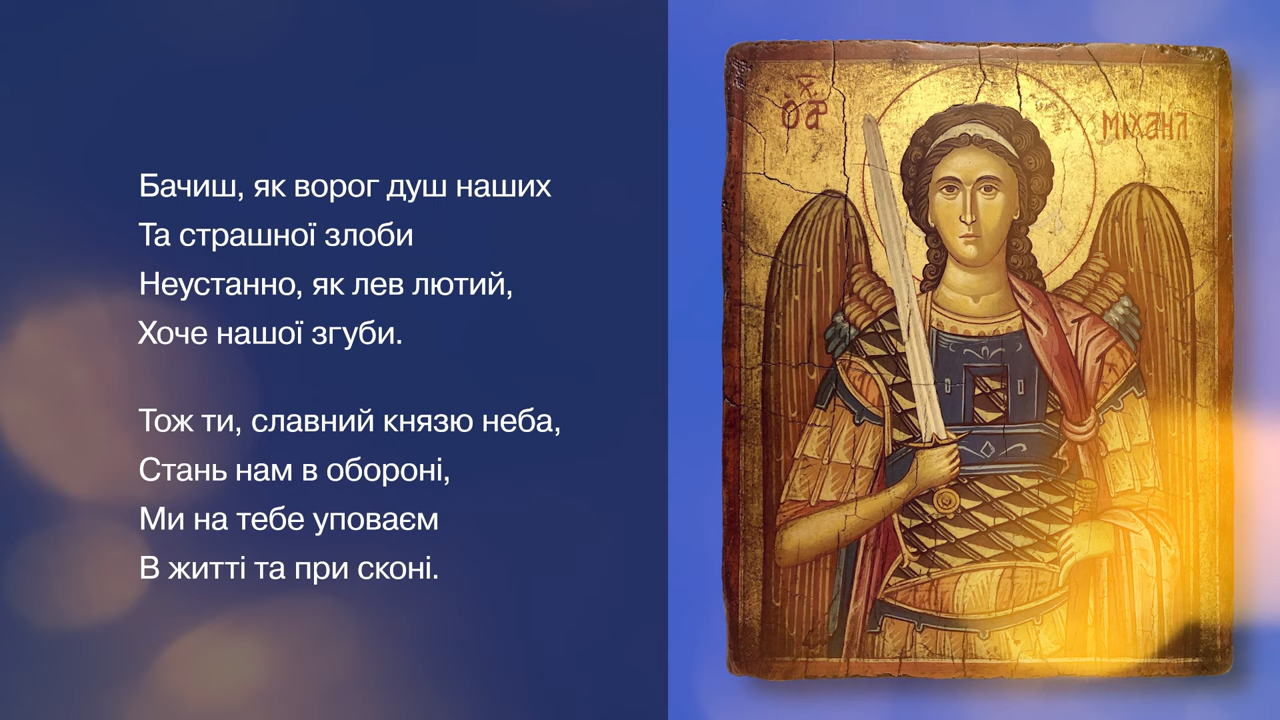 Бачиш, як ворог душ наших
Та страшної злоби
Неустанно, як лев лютий,
Хоче нашої згуби.
Тож ти, славний князю неба,
Стань нам в обороні,
Ми на тебе уповаєм
В житті та при сконі.
МІХАИЛ